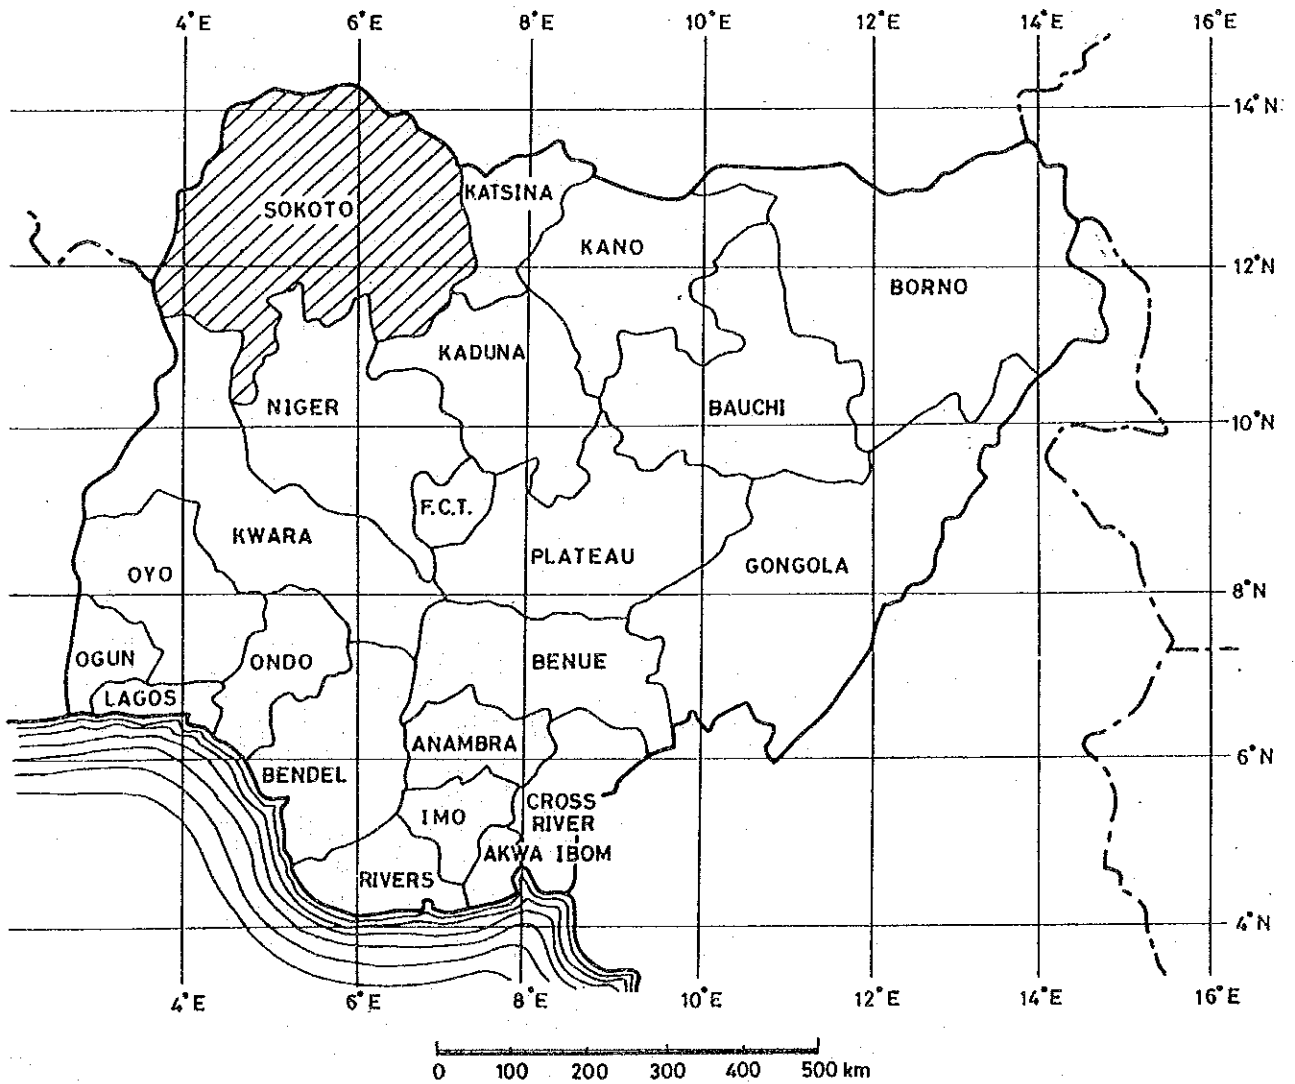 4°E 6°E 8°E 10°E 12°E 14°E 16°E
14°N
KATSINA
SOKOTO
KANO
12°N
BORNO
KADUNA
NIGER
BAUCHI
10°N
F.C.T.
KWARA
PLATEAU
GONGOLA
OYO
8°N
OGUN
ONDO
BENUE
LAGOS
ANAMBRA
6°N
BENDEL
CROSS
RIVER
IMO
AKWA IBOM
RIVERS
4°N
4°E 6°E 8°E 10°E 12°E 14°E 16°E
0 100 200 300 400 500 km